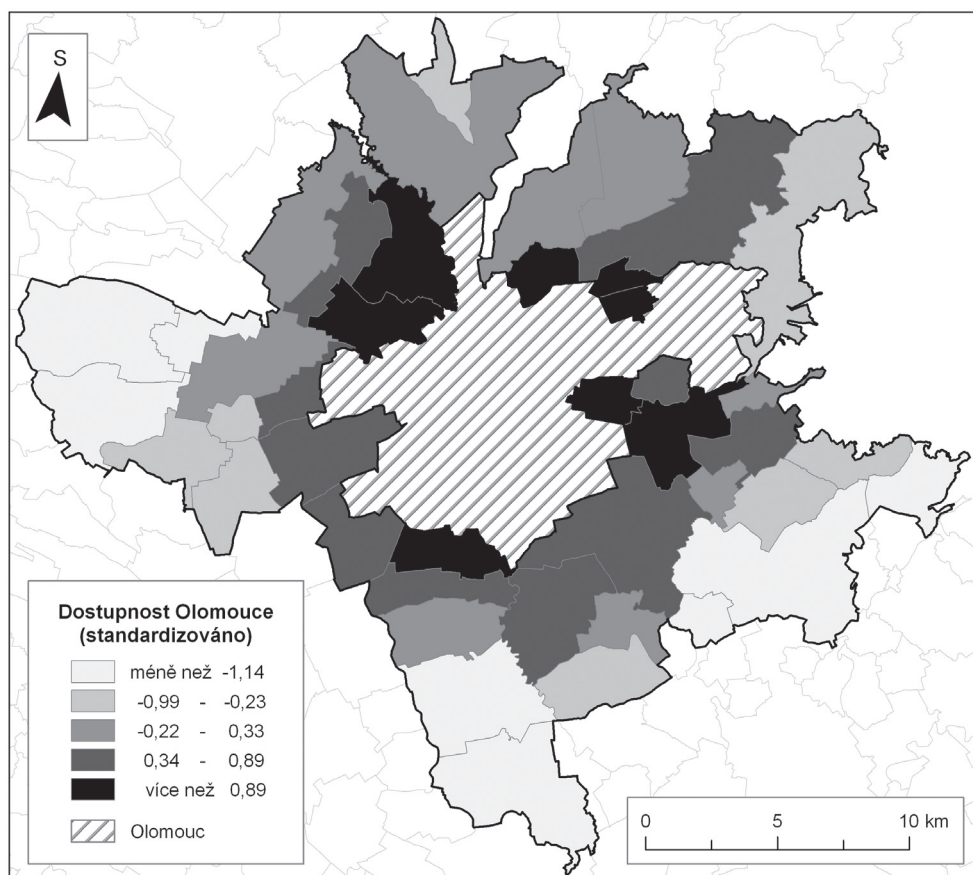 S
Dostupnost Olomouce
(standardizováno)
méně než -1,14
-0,99 - -0,23
-0,22 - 0,33
0,34 - 0,89
více než 0,89
Olomouc
0 5 10 km